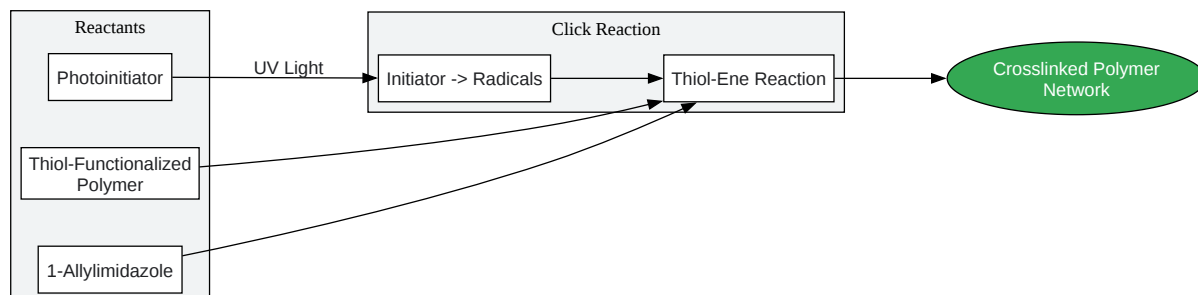 Reactants
Photoinitiator
UV Light
Thiol-Functionalized
Polymer
1-Allylimidazole
Click Reaction
Initiator -> Radicals
Thiol-Ene Reaction
Crosslinked Polymer
Network